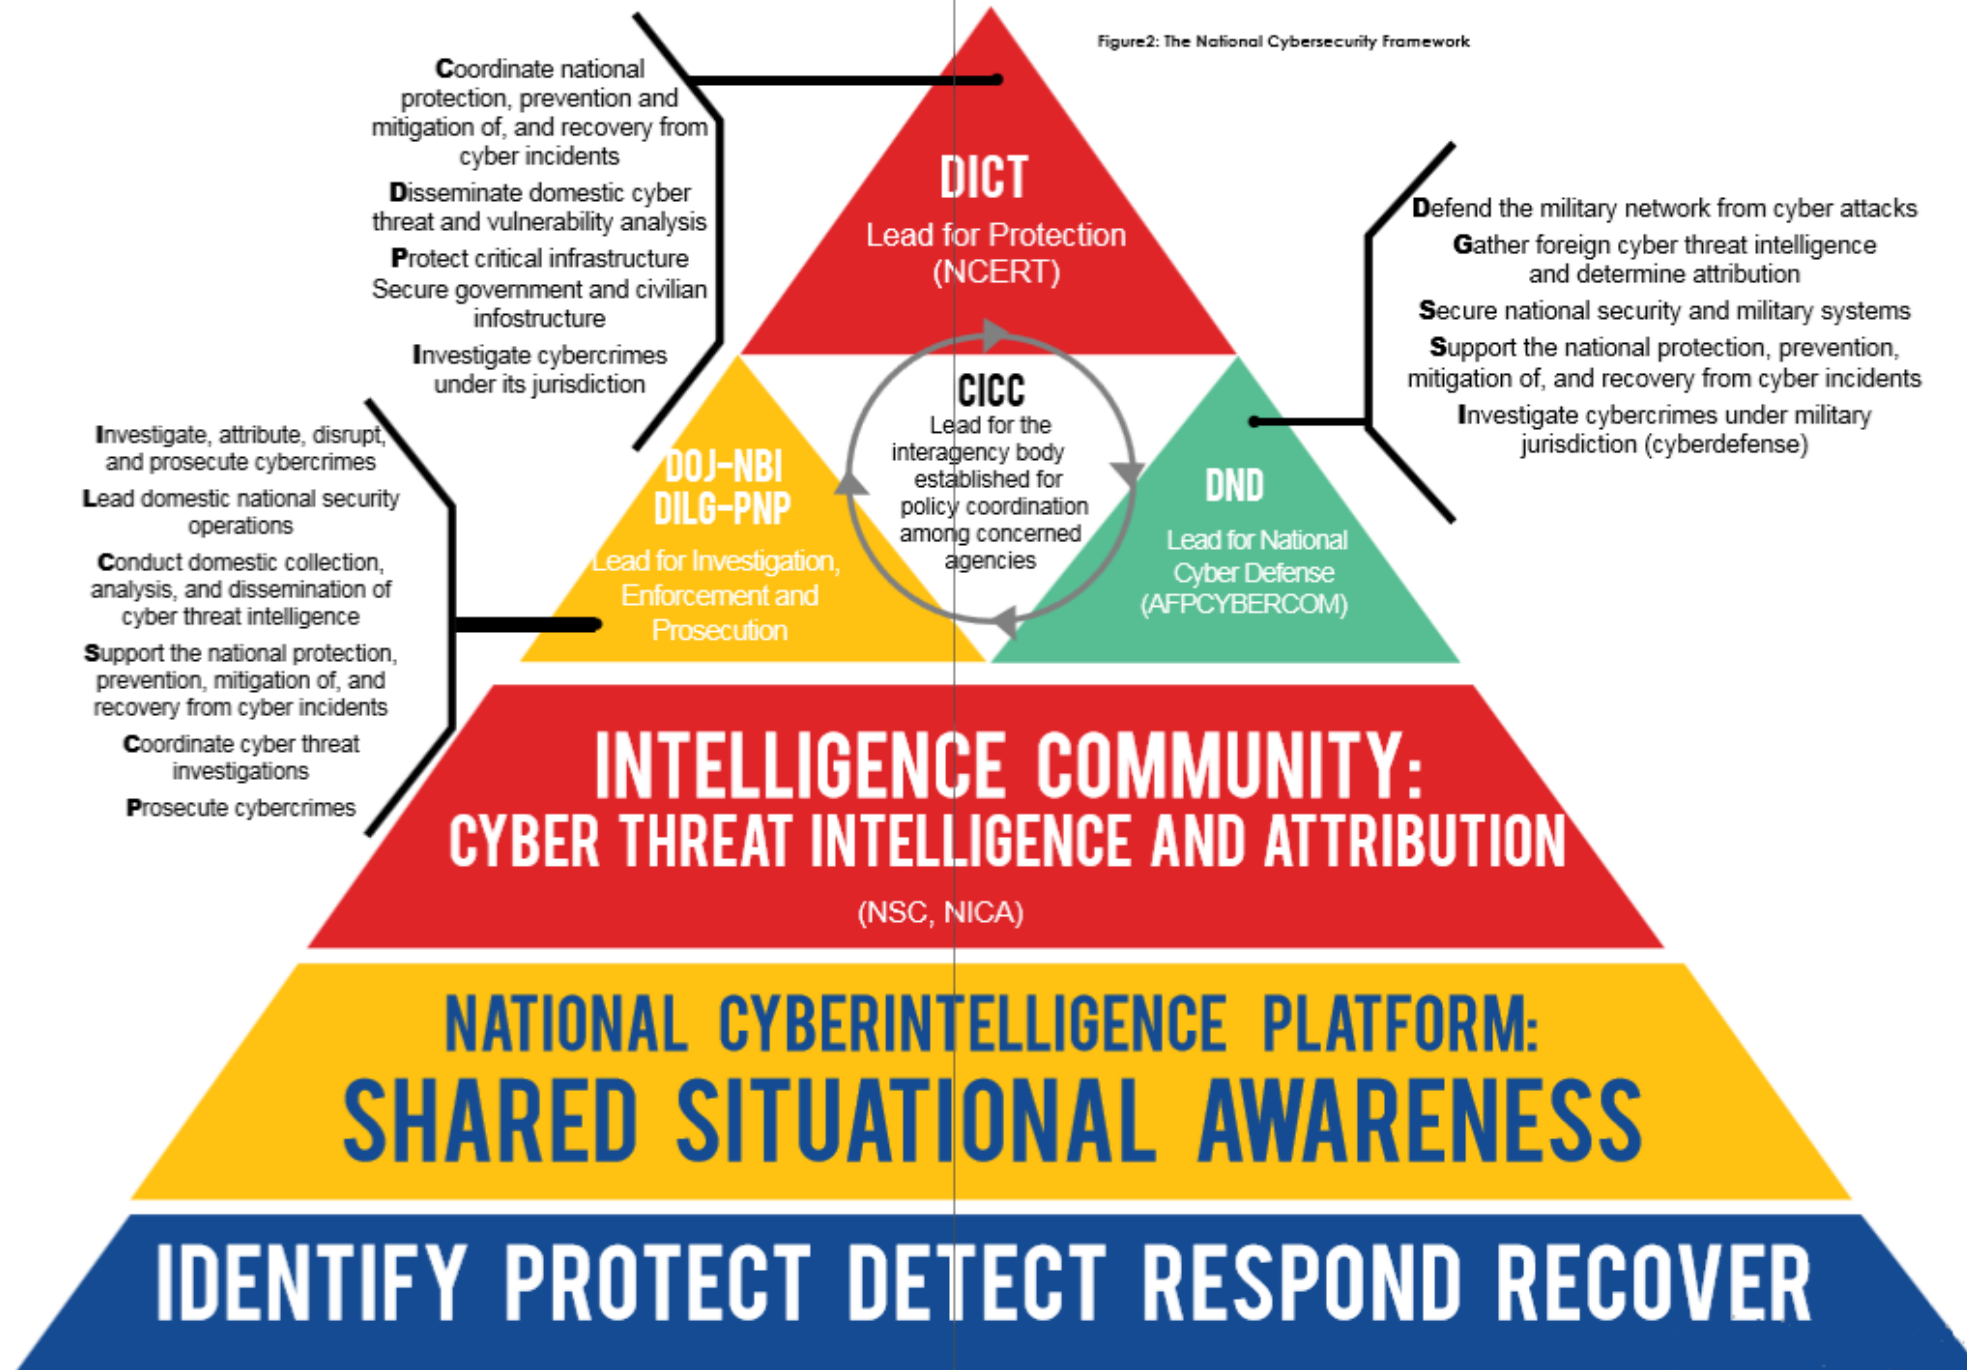 Figure2: The National Cybersecurity Framework
Coordinate national
protection, prevention and
mitigation of, and recovery from
cyber incidents
Disseminate domestic cyber
threat and vulnerability analysis
Protect critical infrastructure
Secure government and civilian
infostructure
Investigate cybercrimes
under its jurisdiction
DICT
Lead for Protection
(NCERT)
Defend the military network from cyber attacks
Gather foreign cyber threat intelligence
and determine attribution
Secure national security and military systems
Support the national protection, prevention,
mitigation of, and recovery from cyber incidents
Investigate cybercrimes under military
jurisdiction (cyberdefense)
Investigate, attribute, disrupt,
and prosecute cybercrimes
Lead domestic national security
operations
Conduct domestic collection,
analysis, and dissemination of
cyber threat intelligence
Support the national protection,
prevention, mitigation of, and
recovery from cyber incidents
Coordinate cyber threat
investigations
Prosecute cybercrimes
DOJ-NBI
DILG-PNP
Lead for Investigation,
Enforcement and
Prosecution
CICC
Lead for the
interagency body
established for
policy coordination
among concerned
agencies
DND
Lead for National
Cyber Defense
(AFPCYBERCOM)
INTELLIGENCE COMMUNITY:
CYBER THREAT INTELLIGENCE AND ATTRIBUTION
(NSC, NICA)
NATIONAL CYBERINTELLIGENCE PLATFORM:
SHARED SITUATIONAL AWARENESS
IDENTIFY PROTECT DETECT RESPOND RECOVER